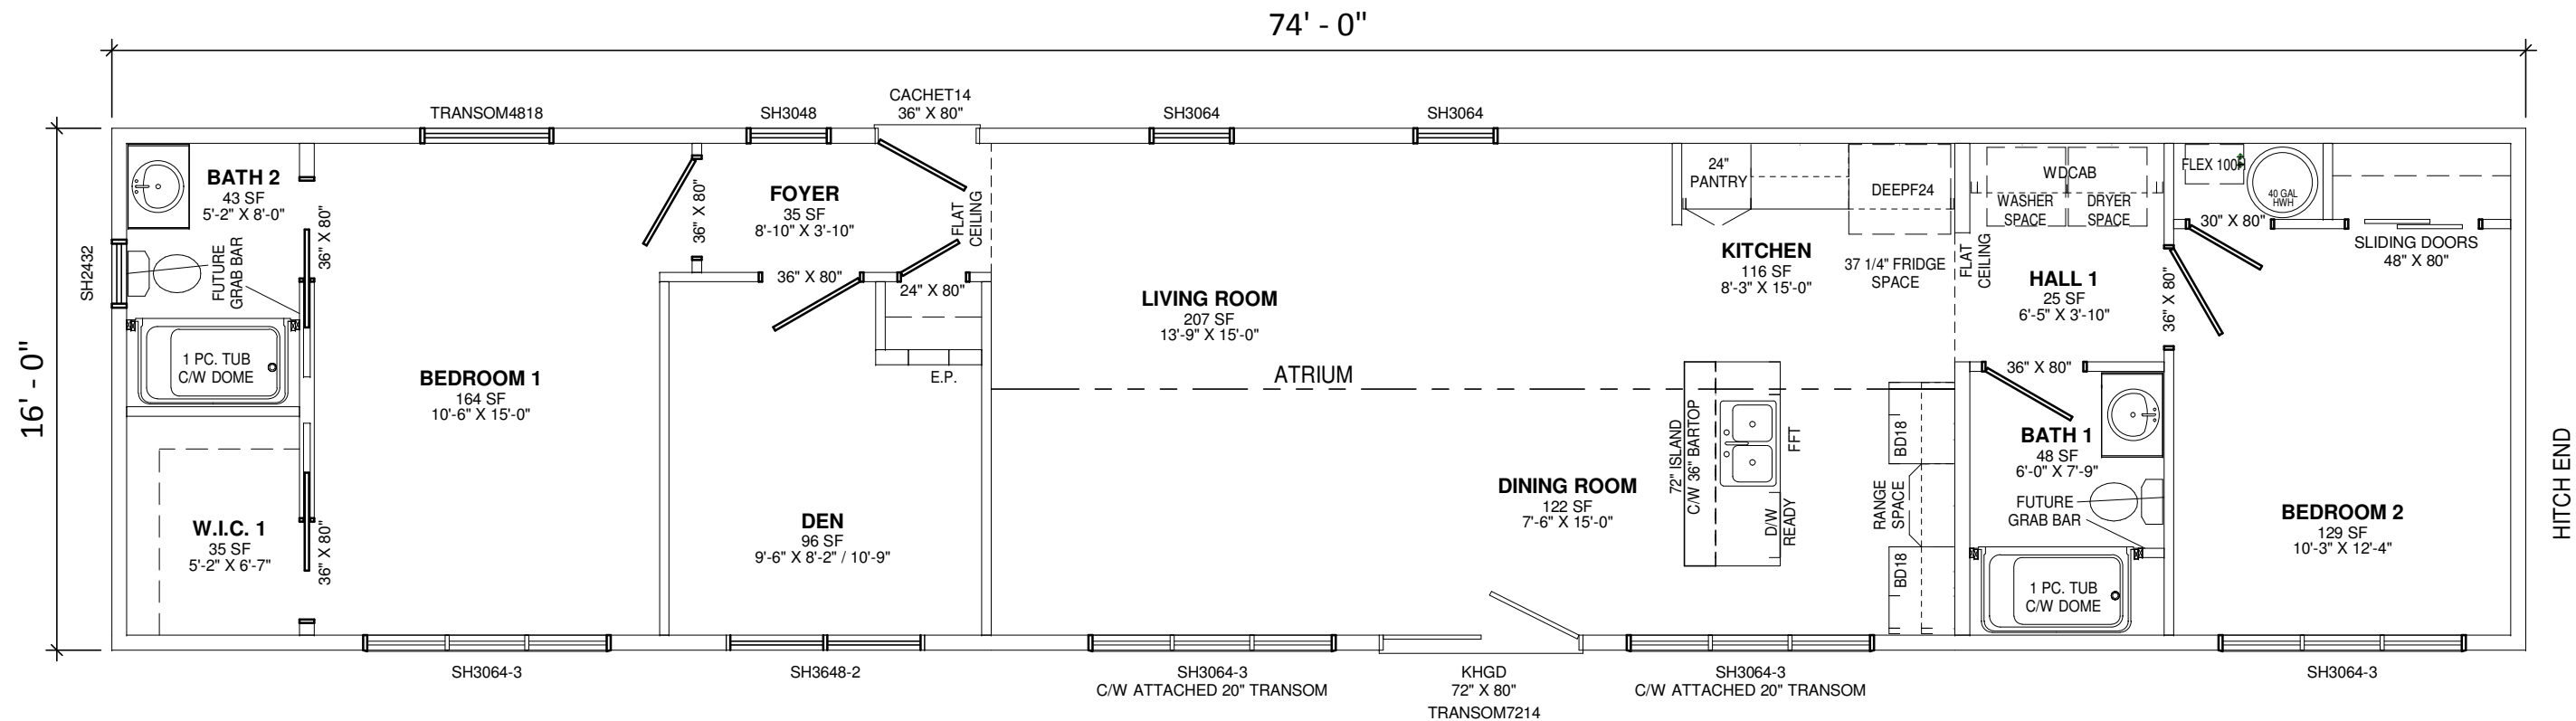 74' - 0"
16' - 0"
TRANSOM4818
SH3048
CACHET14
36" X 80"
SH3064
SH3064
SH2432
BATH 2
43 SF
5'-2" X 8'-0"
FUTURE
GRAB BAR
36" X 80"
1 PC. TUB
C/W DOME
W.I.C. 1
35 SF
5'-2" X 6'-7"
36" X 80"
BEDROOM 1
164 SF
10'-6" X 15'-0"
36" X 80"
FOYER
35 SF
8'-10" X 3'-10"
FLAT
CEILING
36" X 80"
24" X 80"
E.P.
DEN
96 SF
9'-6" X 8'-2" / 10'-9"
LIVING ROOM
207 SF
13'-9" X 15'-0"
ATRIUM
DINING ROOM
122 SF
7'-6" X 15'-0"
24"
PANTRY
DEEPF24
KITCHEN
116 SF
8'-3" X 15'-0"
37 1/4" FRIDGE
SPACE
72" ISLAND
C/W 36" BARTOP
FFT
D/W
READY
BD18
RANGE
SPACE
BD18
FLAT
CEILING
WDCAB
WASHER
SPACE
DRYER
SPACE
HALL 1
25 SF
6'-5" X 3'-10"
36" X 80"
36" X 80"
BATH 1
48 SF
6'-0" X 7'-9"
FUTURE
GRAB BAR
1 PC. TUB
C/W DOME
FLEX 100A
40 GAL
HWH
30" X 80"
SLIDING DOORS
48" X 80"
BEDROOM 2
129 SF
10'-3" X 12'-4"
HITCH END
SH3064-3
SH3648-2
SH3064-3
C/W ATTACHED 20" TRANSOM
KHGD
72" X 80"
TRANSOM7214
SH3064-3
C/W ATTACHED 20" TRANSOM
SH3064-3